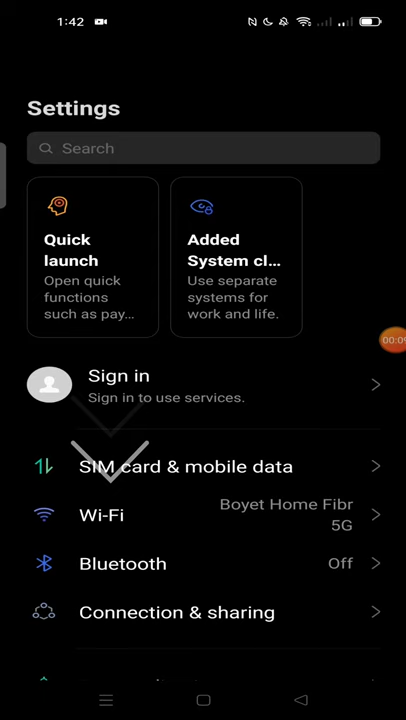 1:42
Settings
Search
Quick
launch
Open quick
functions
such as pay...
Added
System cl...
Use separate
systems for
work and life.
00:09
Sign in
Sign in to use services.
SIM card & mobile data
Wi-Fi
Boyet Home Fibr
5G
Bluetooth
Off
Connection & sharing